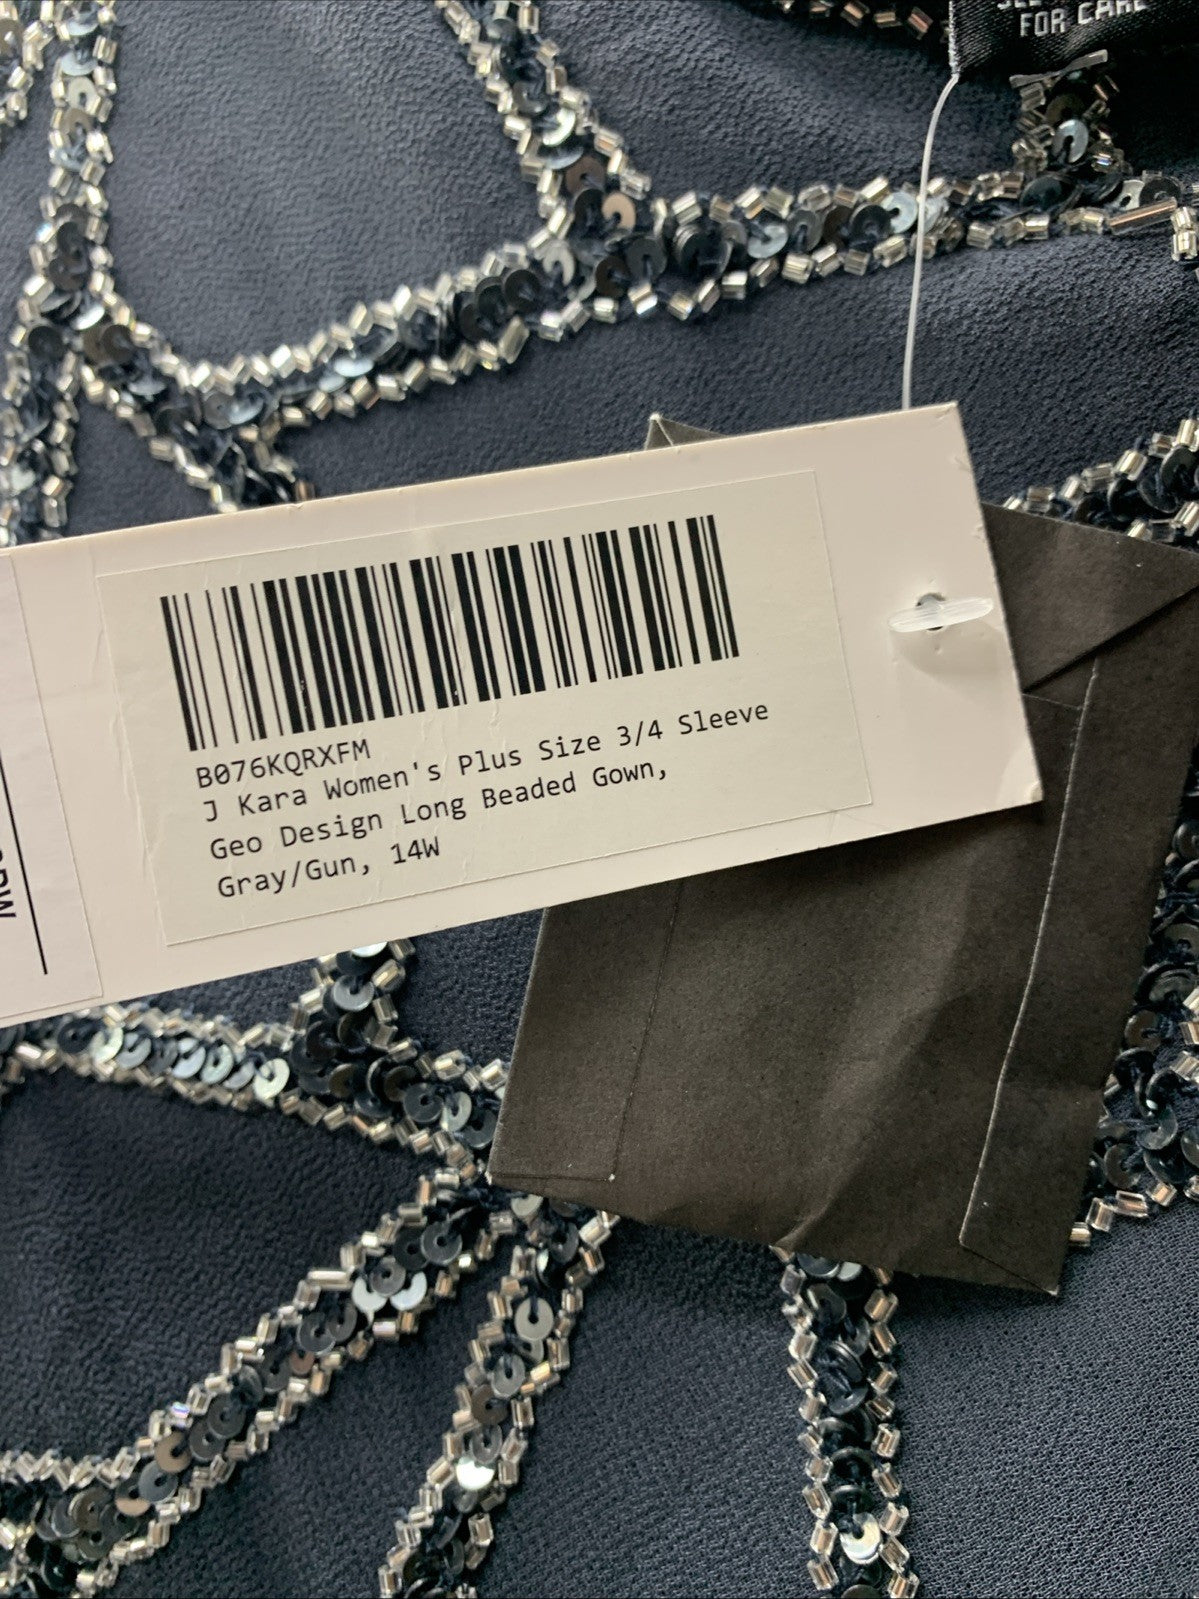 FOR CARE
B076KQRXFM
J Kara Women's Plus Size 3/4 Sleeve
Geo Design Long Beaded Gown,
Gray/Gun, 14W